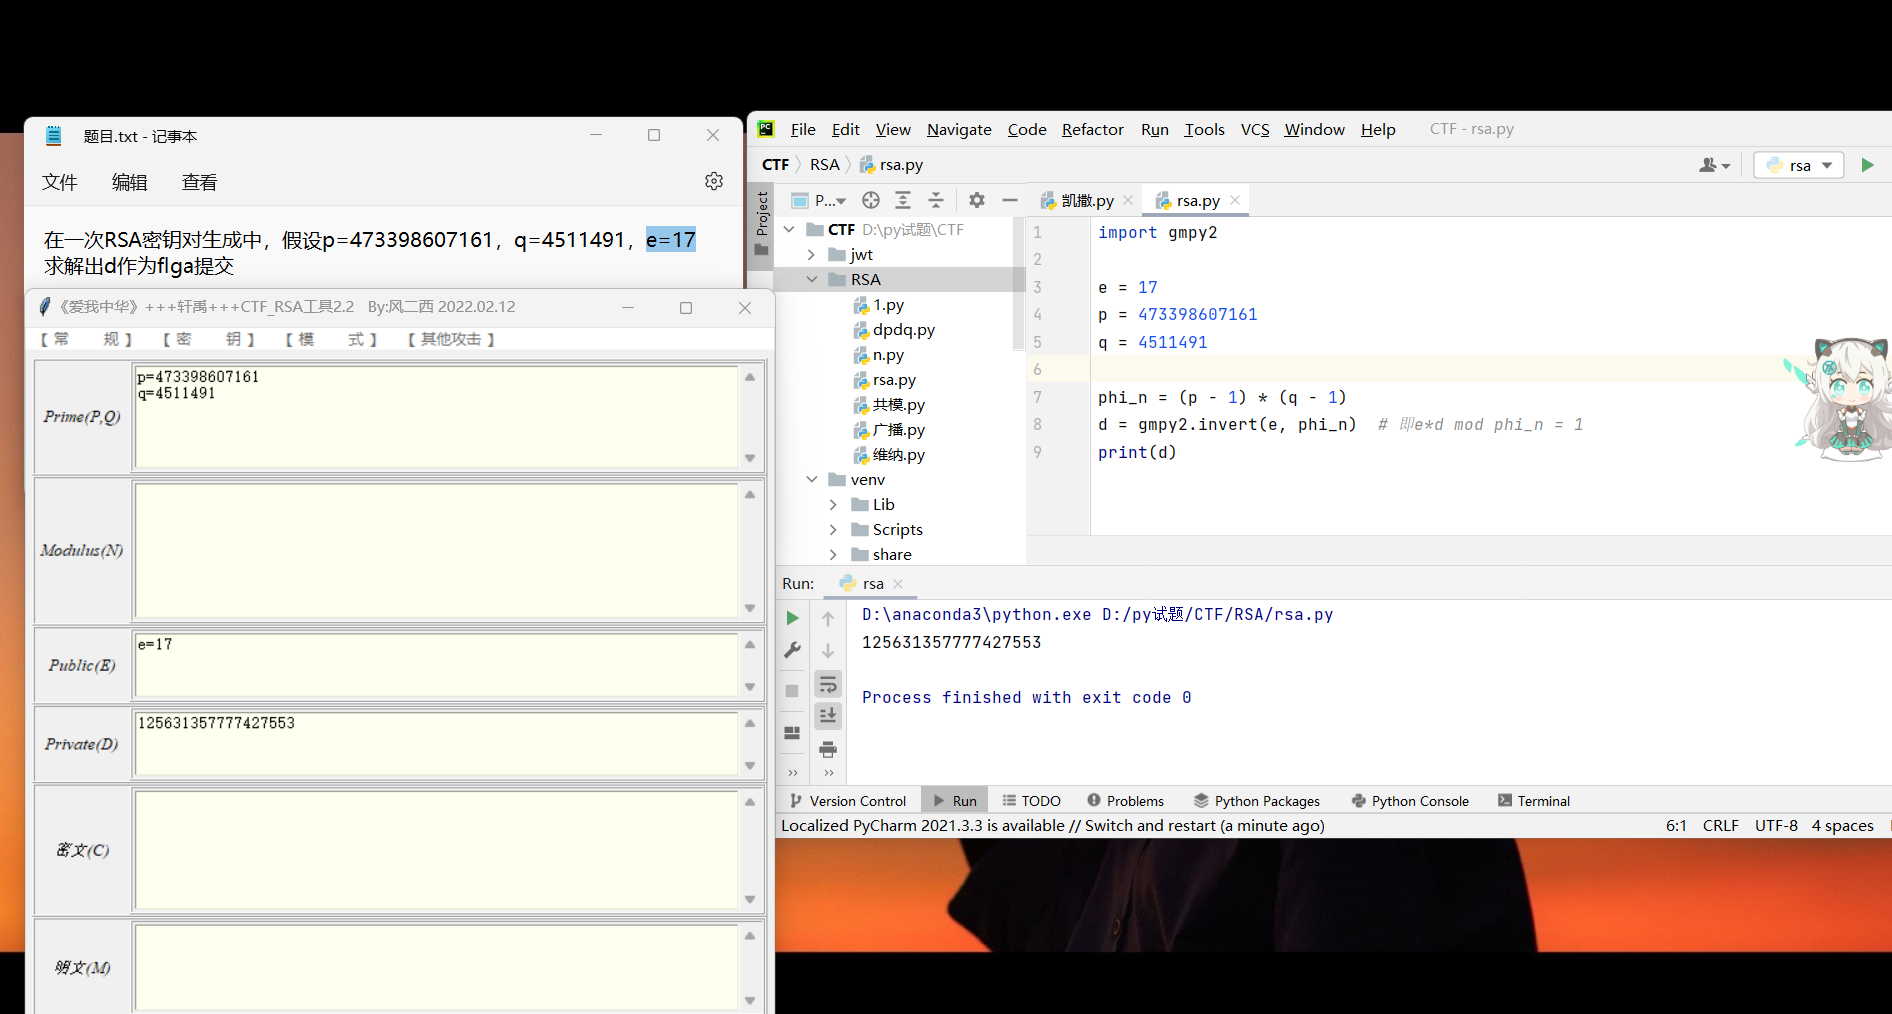 题目.txt - 记事本
文件 编辑 查看
在一次RSA密钥对生成中，假设p=473398607161，q=4511491，e=17
求解出d作为flga提交
《爱我中华》+++轩禹+++CTF_RSA工具2.2 By:风二西 2022.02.12
【常 规】 【密 钥】 【模 式】 【其他攻击】
Prime(P,Q)
p=473398607161
q=4511491
Modulus(N)
Public(E)
e=17
Private(D)
125631357777427553
密文(C)
明文(M)
PC
File Edit View Navigate Code Refactor Run Tools VCS Window Help CTF - rsa.py
CTF RSA rsa.py
rsa
Project
P...
CTF D:\py试题\CTF
jwt
RSA
1.py
dpdq.py
n.py
rsa.py
共模.py
广播.py
维纳.py
venv
Lib
Scripts
share
凯撒.py rsa.py
1 import gmpy2
2
3 e = 17
4 p = 473398607161
5 q = 4511491
6
7 phi_n = (p - 1) * (q - 1)
8 d = gmpy2.invert(e, phi_n) # 即e*d mod phi_n = 1
9 print(d)
Run: rsa
D:\anaconda3\python.exe D:/py试题/CTF/RSA/rsa.py
125631357777427553
Process finished with exit code 0
Version Control Run TODO Problems Python Packages Python Console Terminal
Localized PyCharm 2021.3.3 is available // Switch and restart (a minute ago)
6:1 CRLF UTF-8 4 spaces